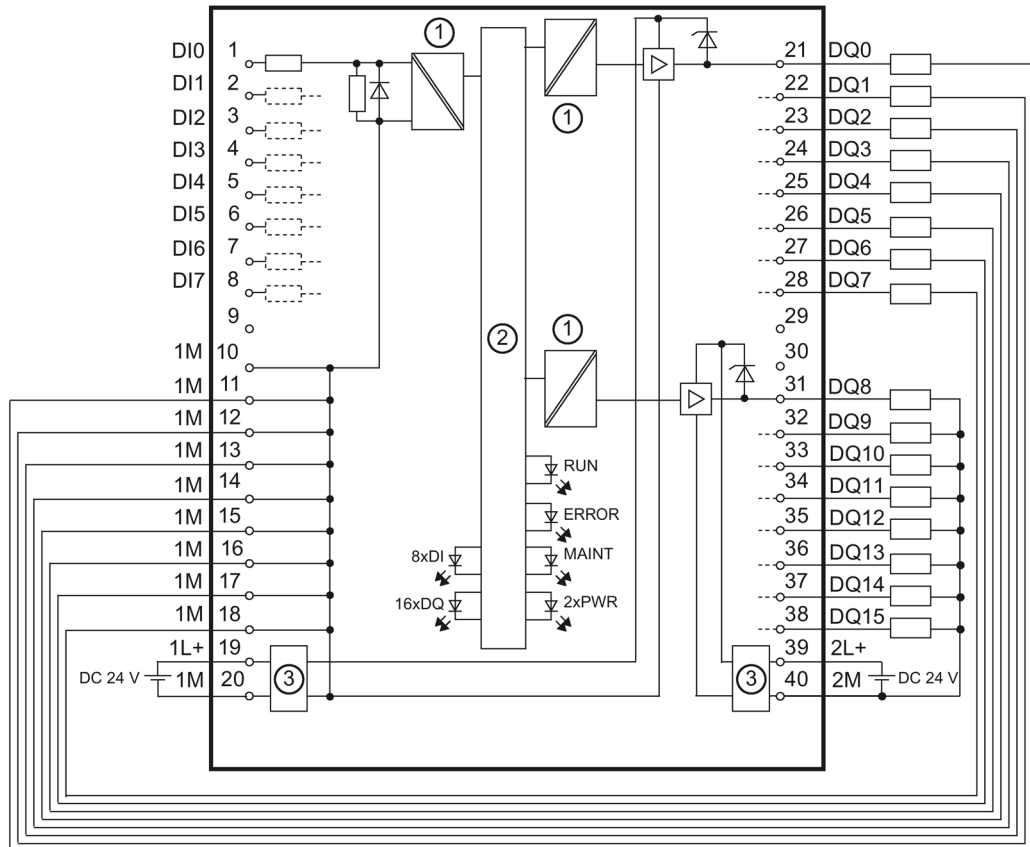 DI0 1
DI1 2
DI2 3
DI3 4
DI4 5
DI5 6
DI6 7
DI7 8
9
1M 10
1M 11
1M 12
1M 13
1M 14
1M 15
1M 16
1M 17
1M 18
1L+ 19
DC 24 V 1M 20
1
1
2
1
RUN
ERROR
8xDI MAINT
16xDQ 2xPWR
3
3
21 DQ0
22 DQ1
23 DQ2
24 DQ3
25 DQ4
26 DQ5
27 DQ6
28 DQ7
29
30
31 DQ8
32 DQ9
33 DQ10
34 DQ11
35 DQ12
36 DQ13
37 DQ14
38 DQ15
39 2L+
40 2M DC 24 V